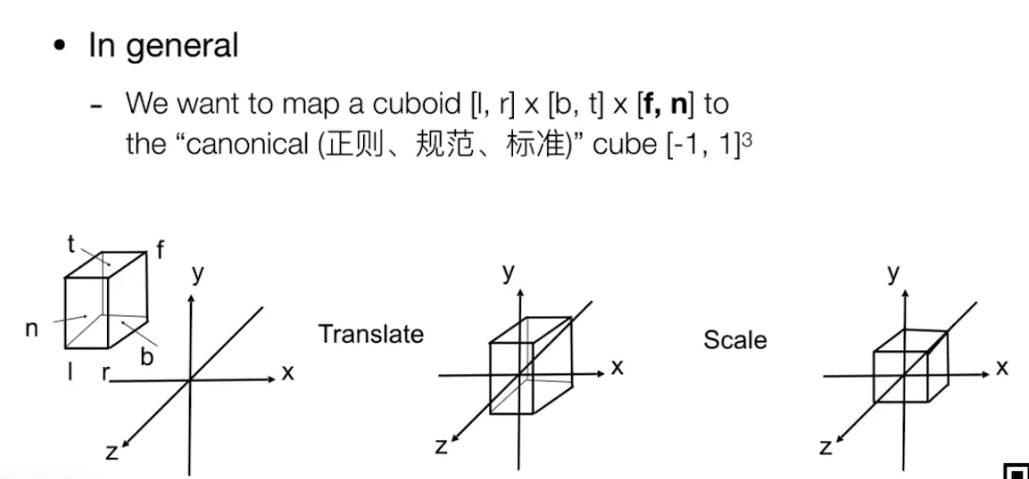 • In general
- We want to map a cuboid [l, r] x [b, t] x [f, n] to
the “canonical (正则、规范、标准)” cube [-1, 1]³
t
f
y
n
b
l
r
x
z
Translate
y
x
z
Scale
y
x
z